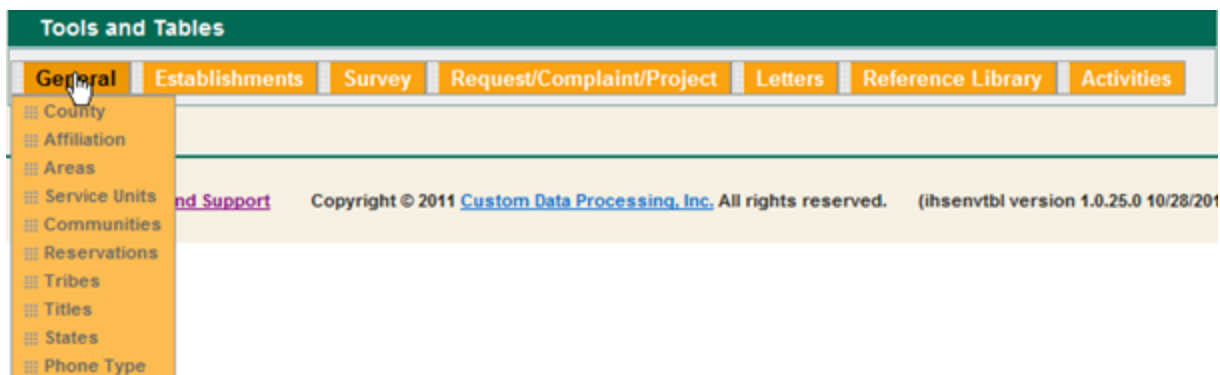 Tools and Tables
General Establishments Survey Request/Complaint/Project Letters Reference Library Activities
County
Affiliation
Areas
Service Units
nd Support Copyright © 2011 Custom Data Processing, Inc. All rights reserved. (ihsenvtbl version 1.0.25.0 10/28/201
Communities
Reservations
Tribes
Titles
States
Phone Type